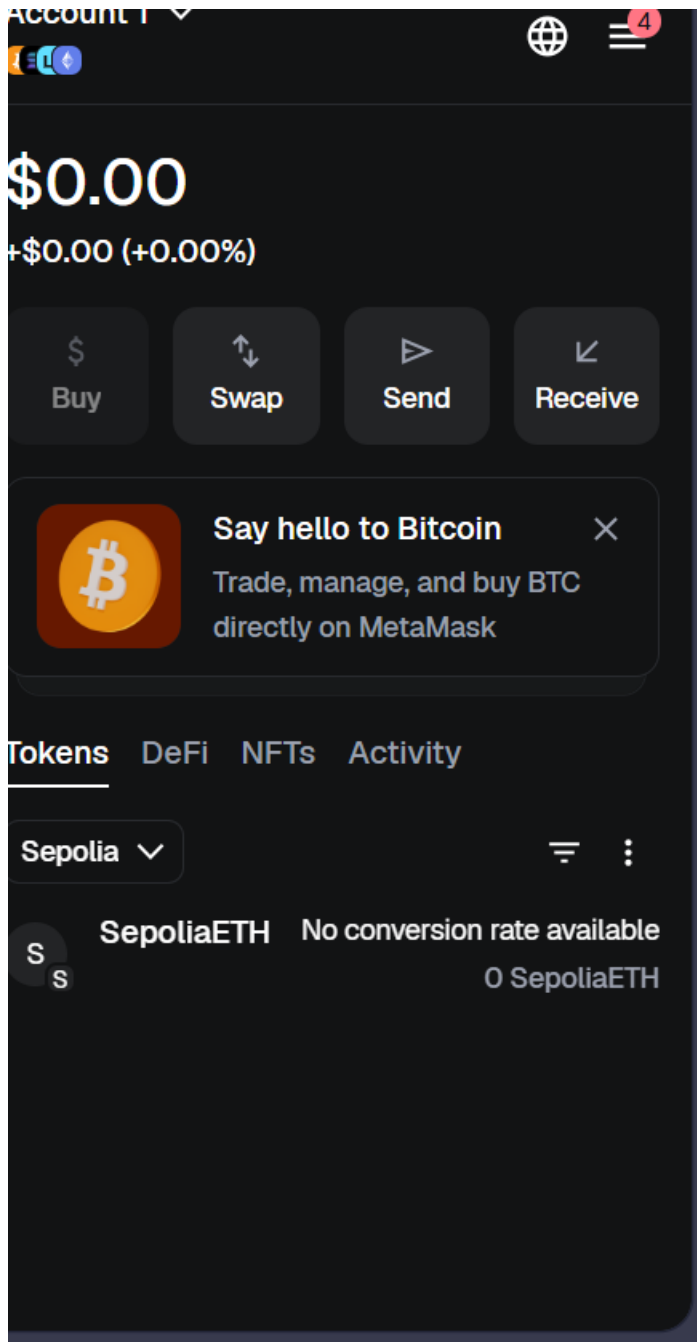 Account 1
4
$0.00
+$0.00 (+0.00%)
$
Buy
Swap
Send
Receive
Say hello to Bitcoin
Trade, manage, and buy BTC
directly on MetaMask
Tokens DeFi NFTs Activity
Sepolia
S
S
SepoliaETH No conversion rate available
0 SepoliaETH